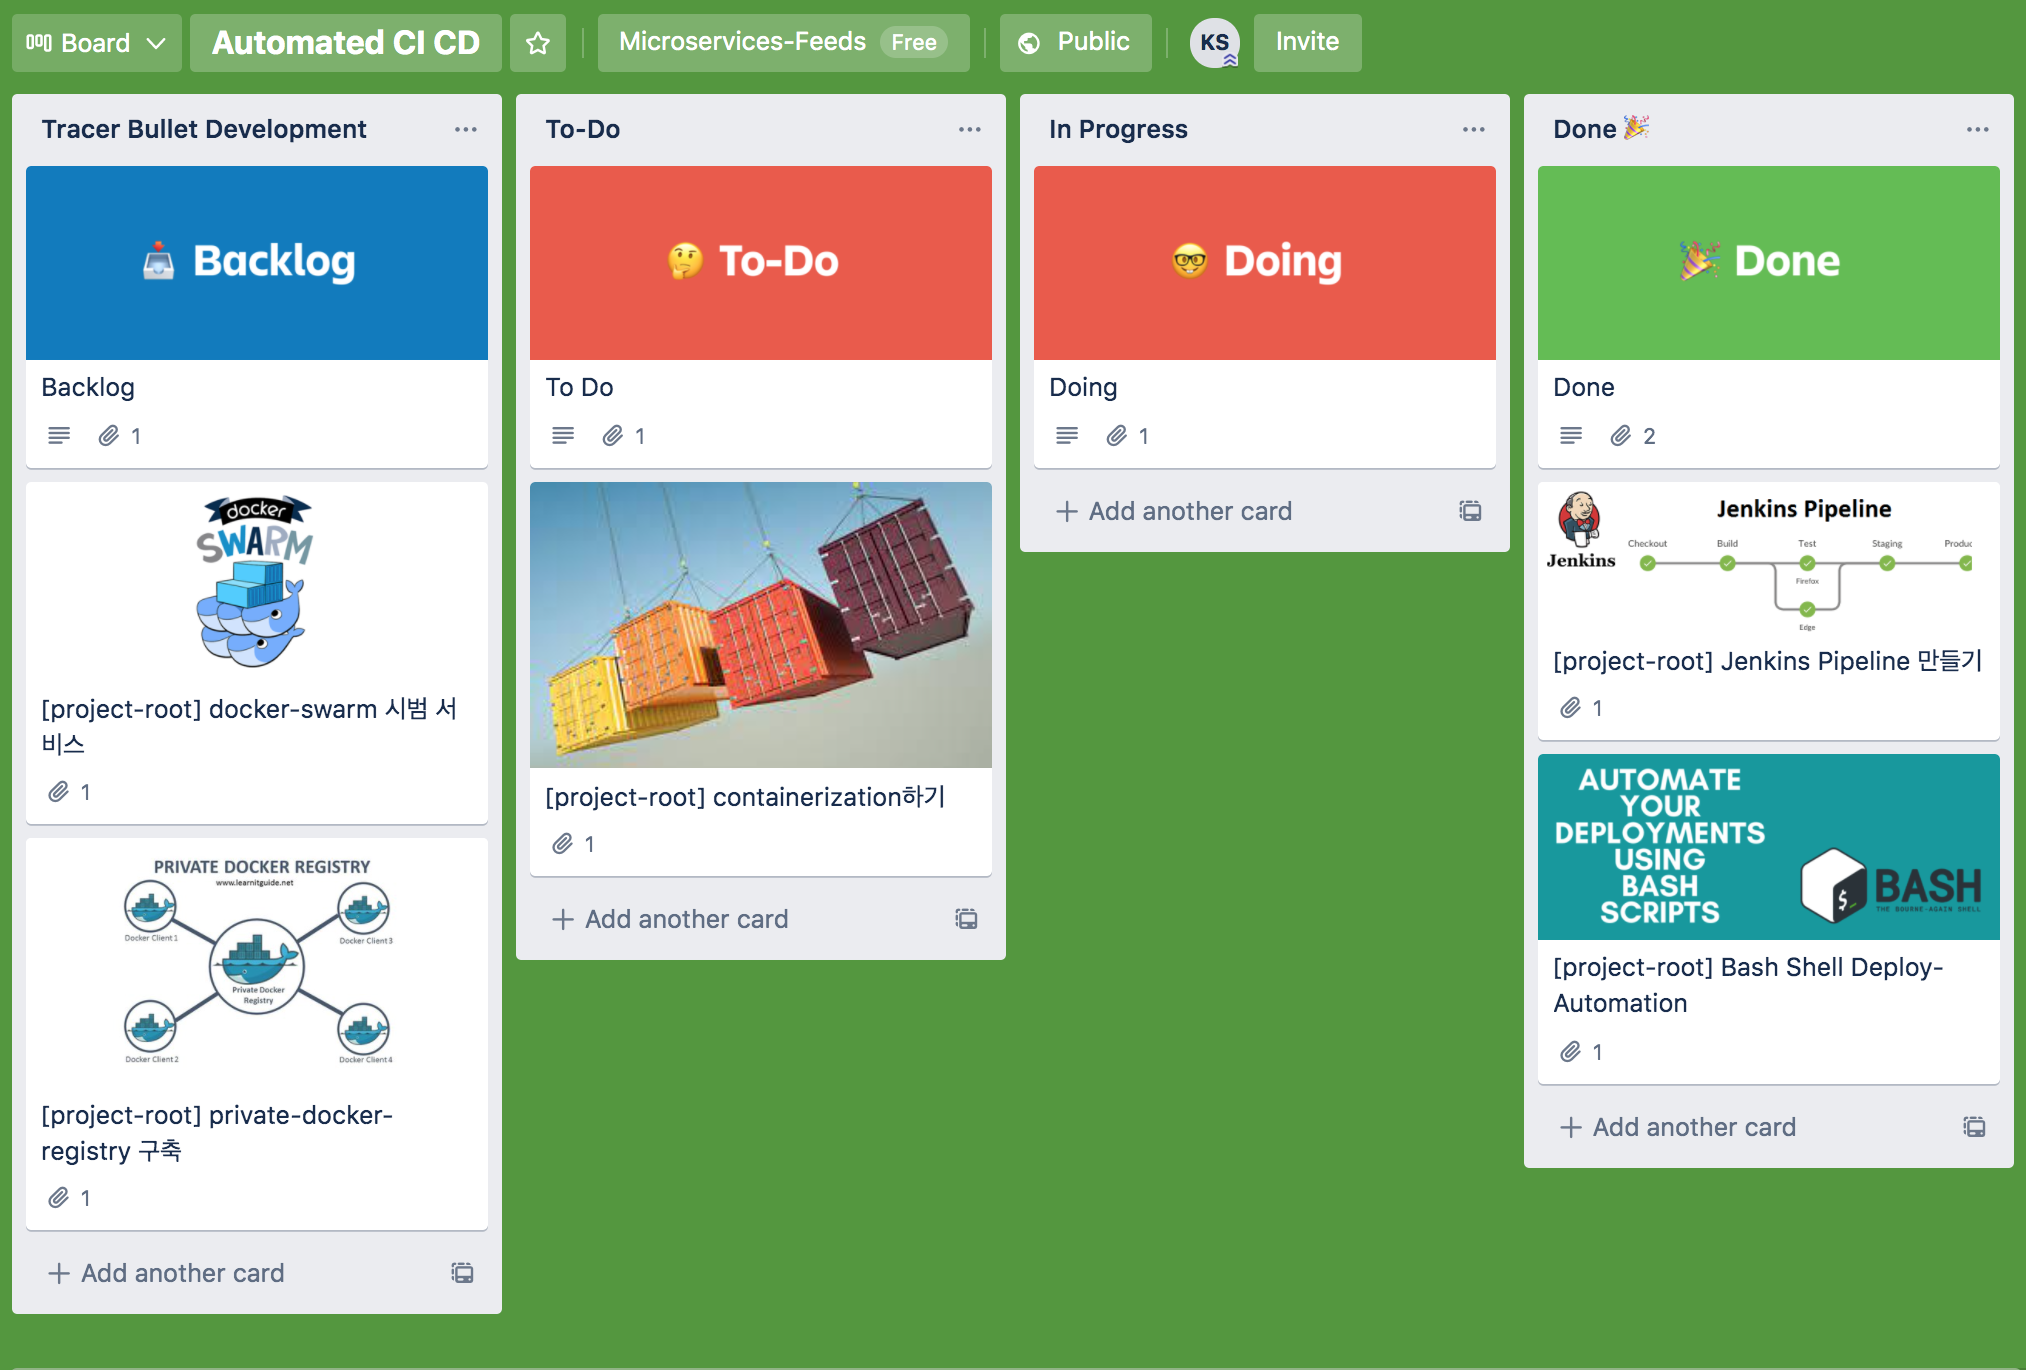 Board
Automated CI CD
Microservices-Feeds Free
Public
KS
Invite
Tracer Bullet Development
Backlog
Backlog
1
docker
SWARM
[project-root] docker-swarm 시범 서
비스
1
PRIVATE DOCKER REGISTRY
www.learnitguide.net
Docker Client 1
Docker Client 3
Private Docker
Registry
Docker Client 2
Docker Client 4
[project-root] private-docker-
registry 구축
1
+ Add another card
To-Do
To-Do
To Do
1
[project-root] containerization하기
1
+ Add another card
In Progress
Doing
Doing
1
+ Add another card
Done
Done
Done
2
Jenkins Pipeline
Jenkins
Checkout
Build
Test
Staging
Produc
Firefox
Edge
[project-root] Jenkins Pipeline 만들기
1
AUTOMATE
YOUR
DEPLOYMENTS
USING
BASH
SCRIPTS
$_
BASH
THE BOURNE-AGAIN SHELL
[project-root] Bash Shell Deploy-
Automation
1
+ Add another card